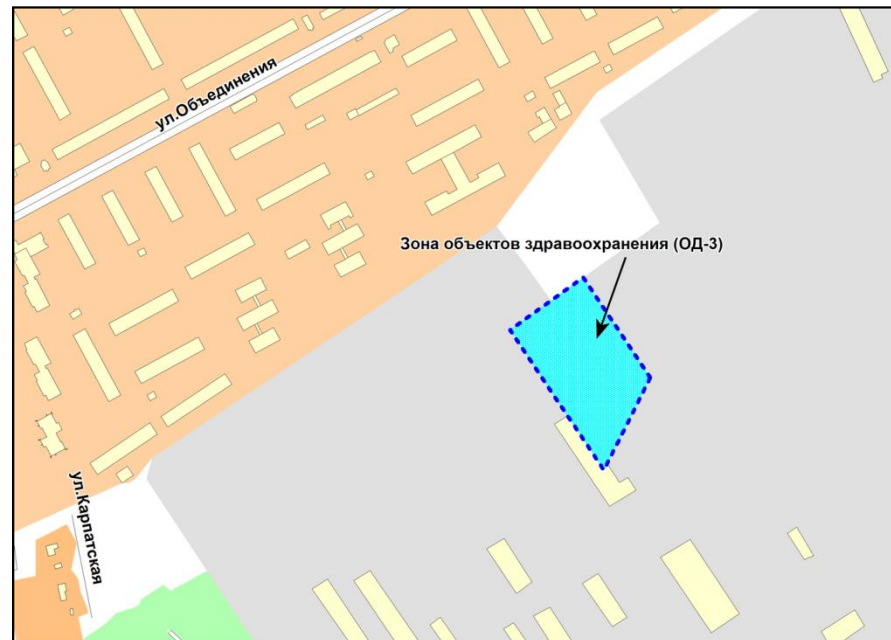 ул.Объединения
Зона объектов здравоохранения (ОД-3)
ул.Карпатская